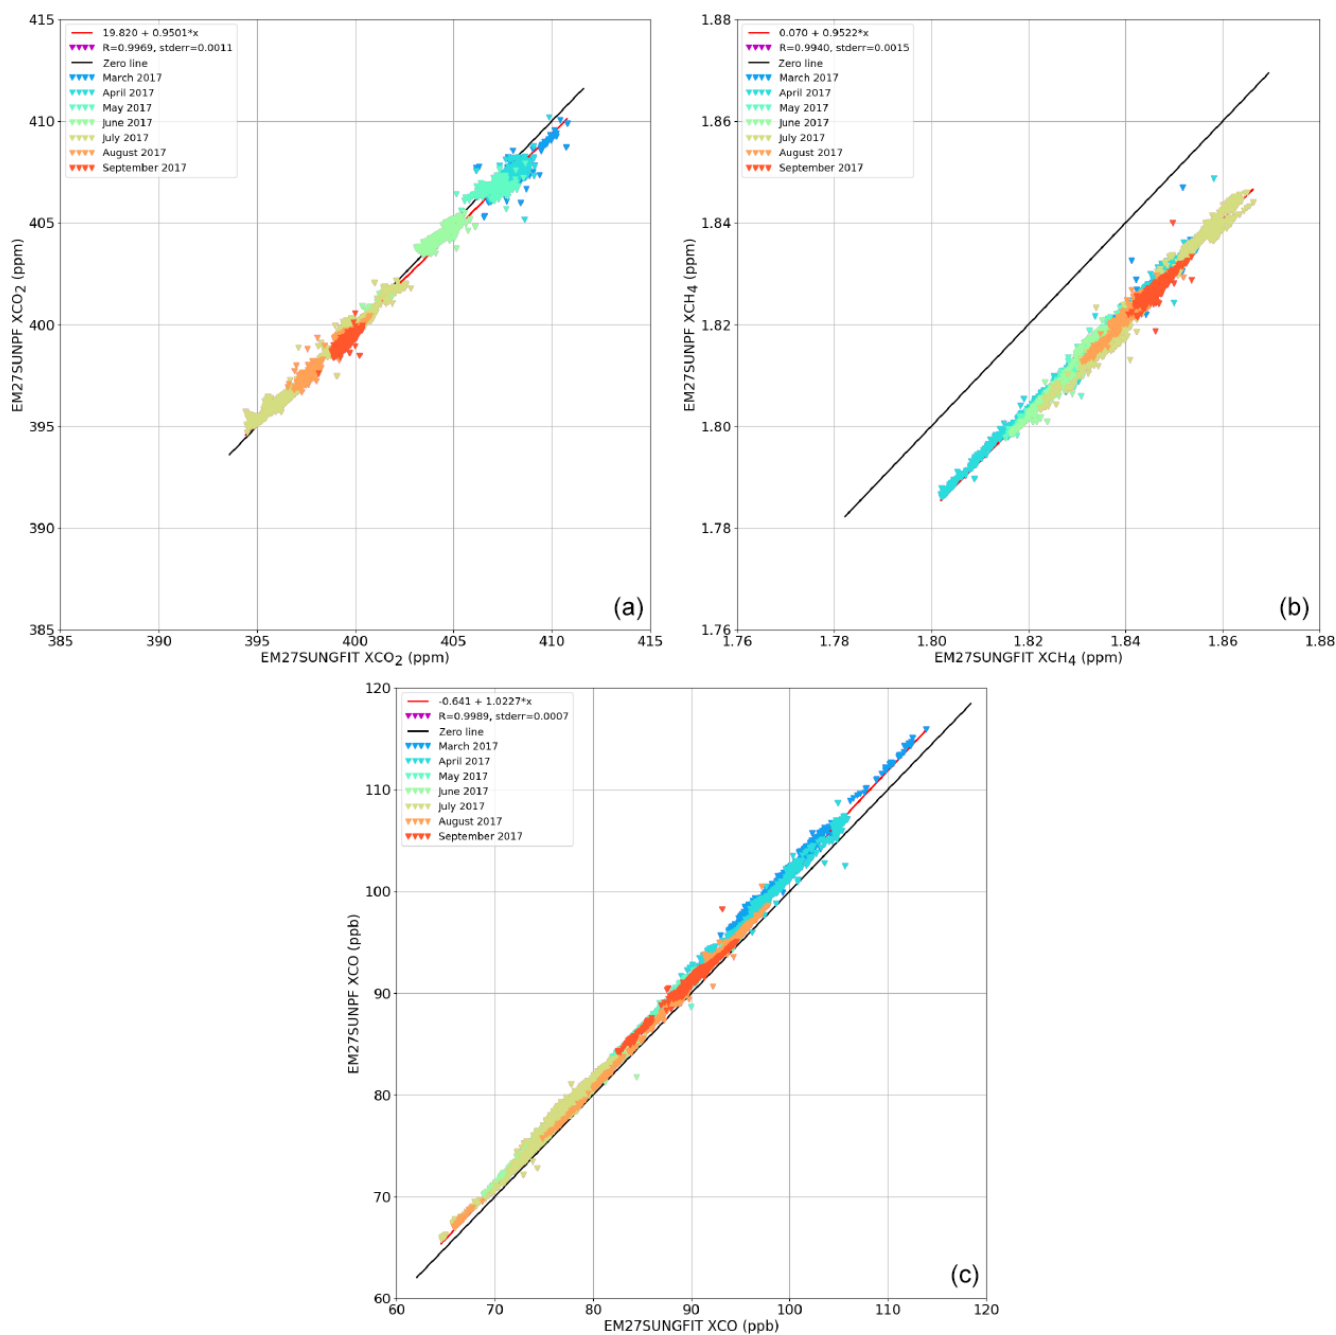 415
410
405
400
395
390
385
EM27SUNPF XCO2 (ppm)
19.820 + 0.9501*x
R=0.9969, stderr=0.0011
Zero line
March 2017
April 2017
May 2017
June 2017
July 2017
August 2017
September 2017
(a)
385 390 395 400 405 410 415
EM27SUNGFIT XCO2 (ppm)
1.88
1.86
1.84
1.82
1.80
1.78
1.76
EM27SUNPF XCH4 (ppm)
0.070 + 0.9522*x
R=0.9940, stderr=0.0015
Zero line
March 2017
April 2017
May 2017
June 2017
July 2017
August 2017
September 2017
(b)
1.76 1.78 1.80 1.82 1.84 1.86 1.88
EM27SUNGFIT XCH4 (ppm)
120
110
100
90
80
70
60
EM27SUNPF XCO (ppb)
-0.641 + 1.0227*x
R=0.9989, stderr=0.0007
Zero line
March 2017
April 2017
May 2017
June 2017
July 2017
August 2017
September 2017
(c)
60 70 80 90 100 110 120
EM27SUNGFIT XCO (ppb)